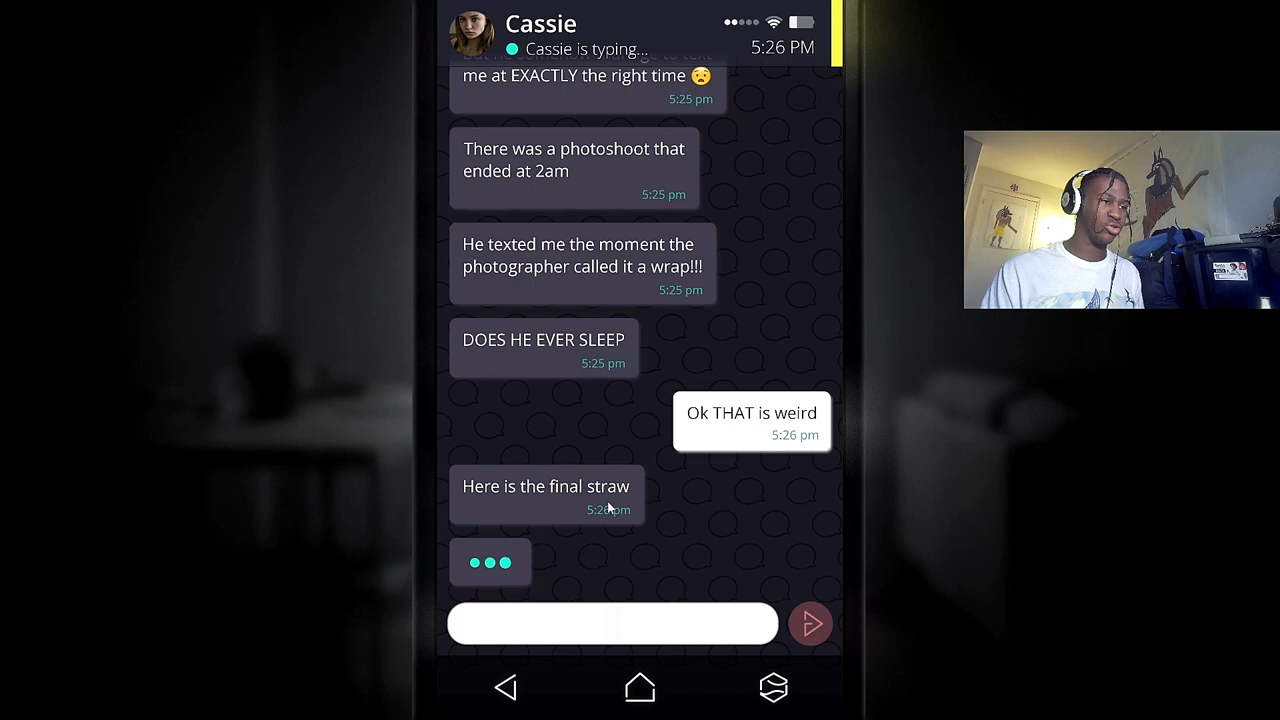 Cassie
Cassie is typing...
5:26 PM
me at EXACTLY the right time 😟
5:25 pm
There was a photoshoot that
ended at 2am
5:25 pm
He texted me the moment the
photographer called it a wrap!!!
5:25 pm
DOES HE EVER SLEEP
5:25 pm
Ok THAT is weird
5:26 pm
Here is the final straw
5:26 pm